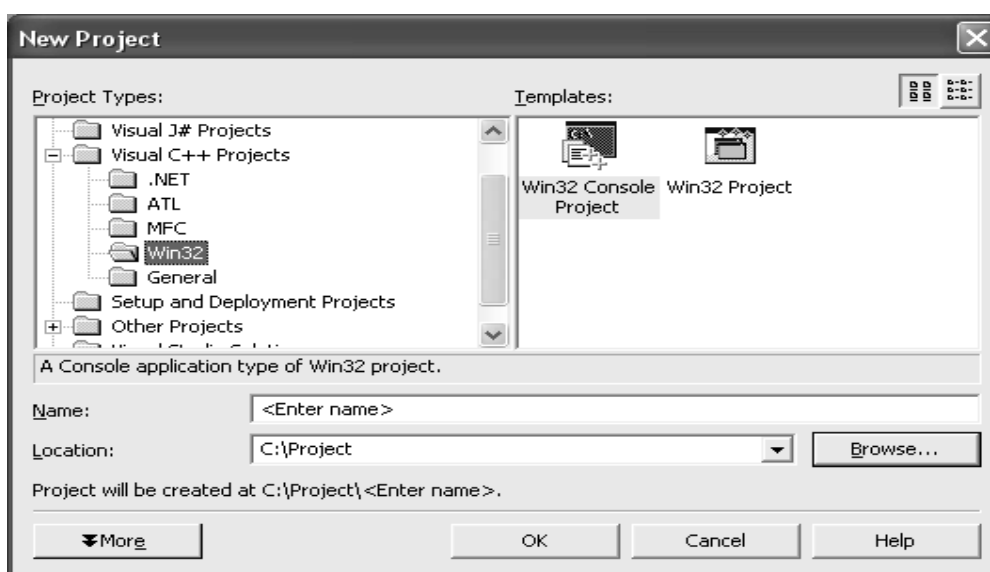 New Project
Project Types:
Templates:
Visual J# Projects
Visual C++ Projects
.NET
ATL
MFC
Win32
General
Setup and Deployment Projects
Other Projects
Win32 Console Project
Win32 Project
A Console application type of Win32 project.
Name:
<Enter name>
Location:
C:\Project
Browse...
Project will be created at C:\Project\<Enter name>.
More
OK
Cancel
Help